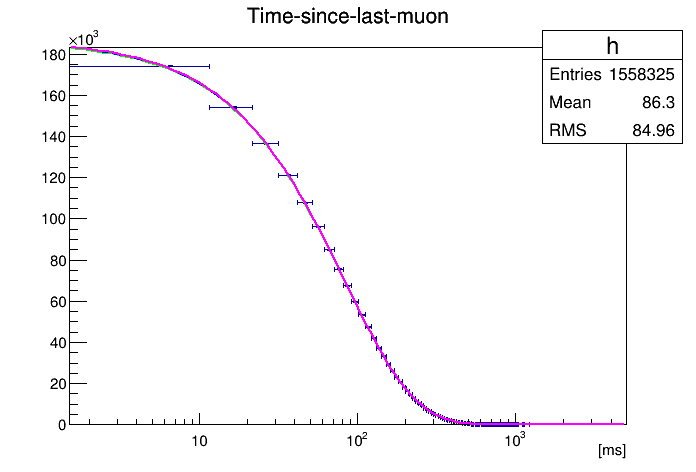 Time-since-last-muon
×10³
h
Entries 1558325
Mean 86.3
RMS 84.96
180
160
140
120
100
80
60
40
20
0
10 10² 10³
[ms]